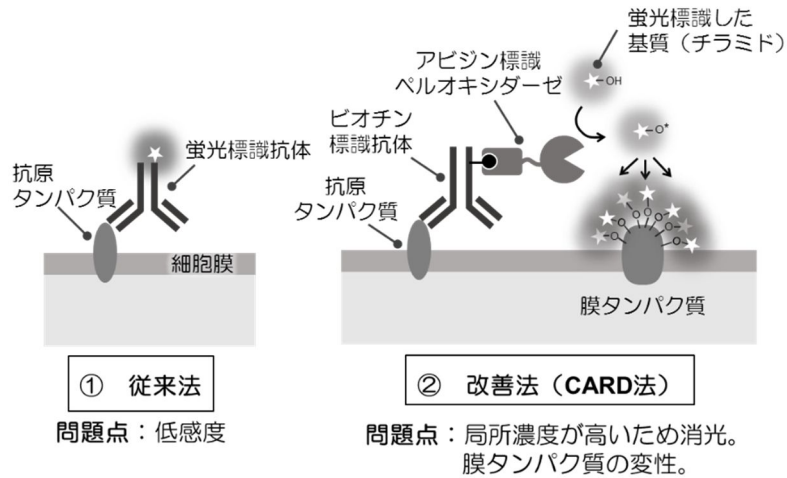 抗原
タンパク質
蛍光標識抗体
細胞膜
① 従来法
問題点：低感度
蛍光標識した
基質（チラミド）
アビジン標識
ペルオキシダーゼ
ビオチン
標識抗体
抗原
タンパク質
OH
O*
O
O
O
O
O
O
O
膜タンパク質
② 改善法（CARD法）
問題点：局所濃度が高いため消光。
膜タンパク質の変性。